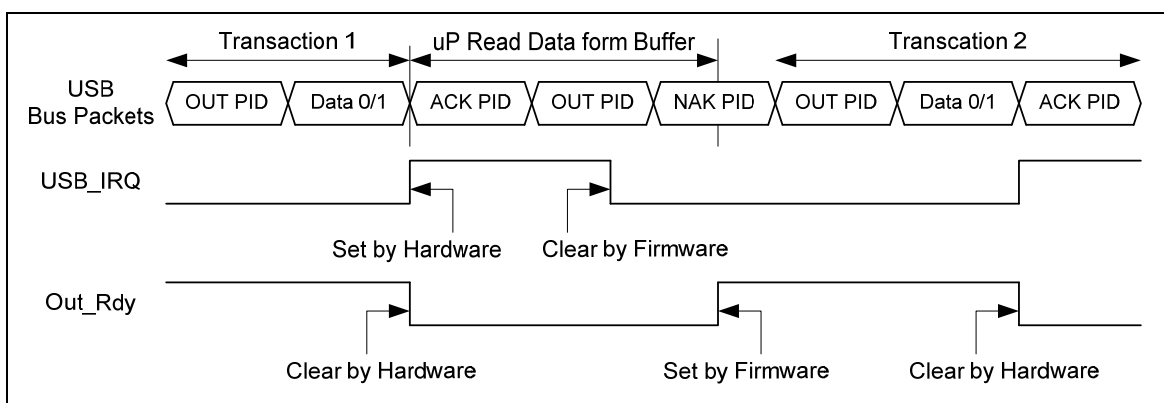 Transaction 1
uP Read Data form Buffer
Transcation 2
USB
Bus Packets
OUT PID
Data 0/1
ACK PID
OUT PID
NAK PID
OUT PID
Data 0/1
ACK PID
USB_IRQ
Set by Hardware
Clear by Firmware
Out_Rdy
Clear by Hardware
Set by Firmware
Clear by Hardware